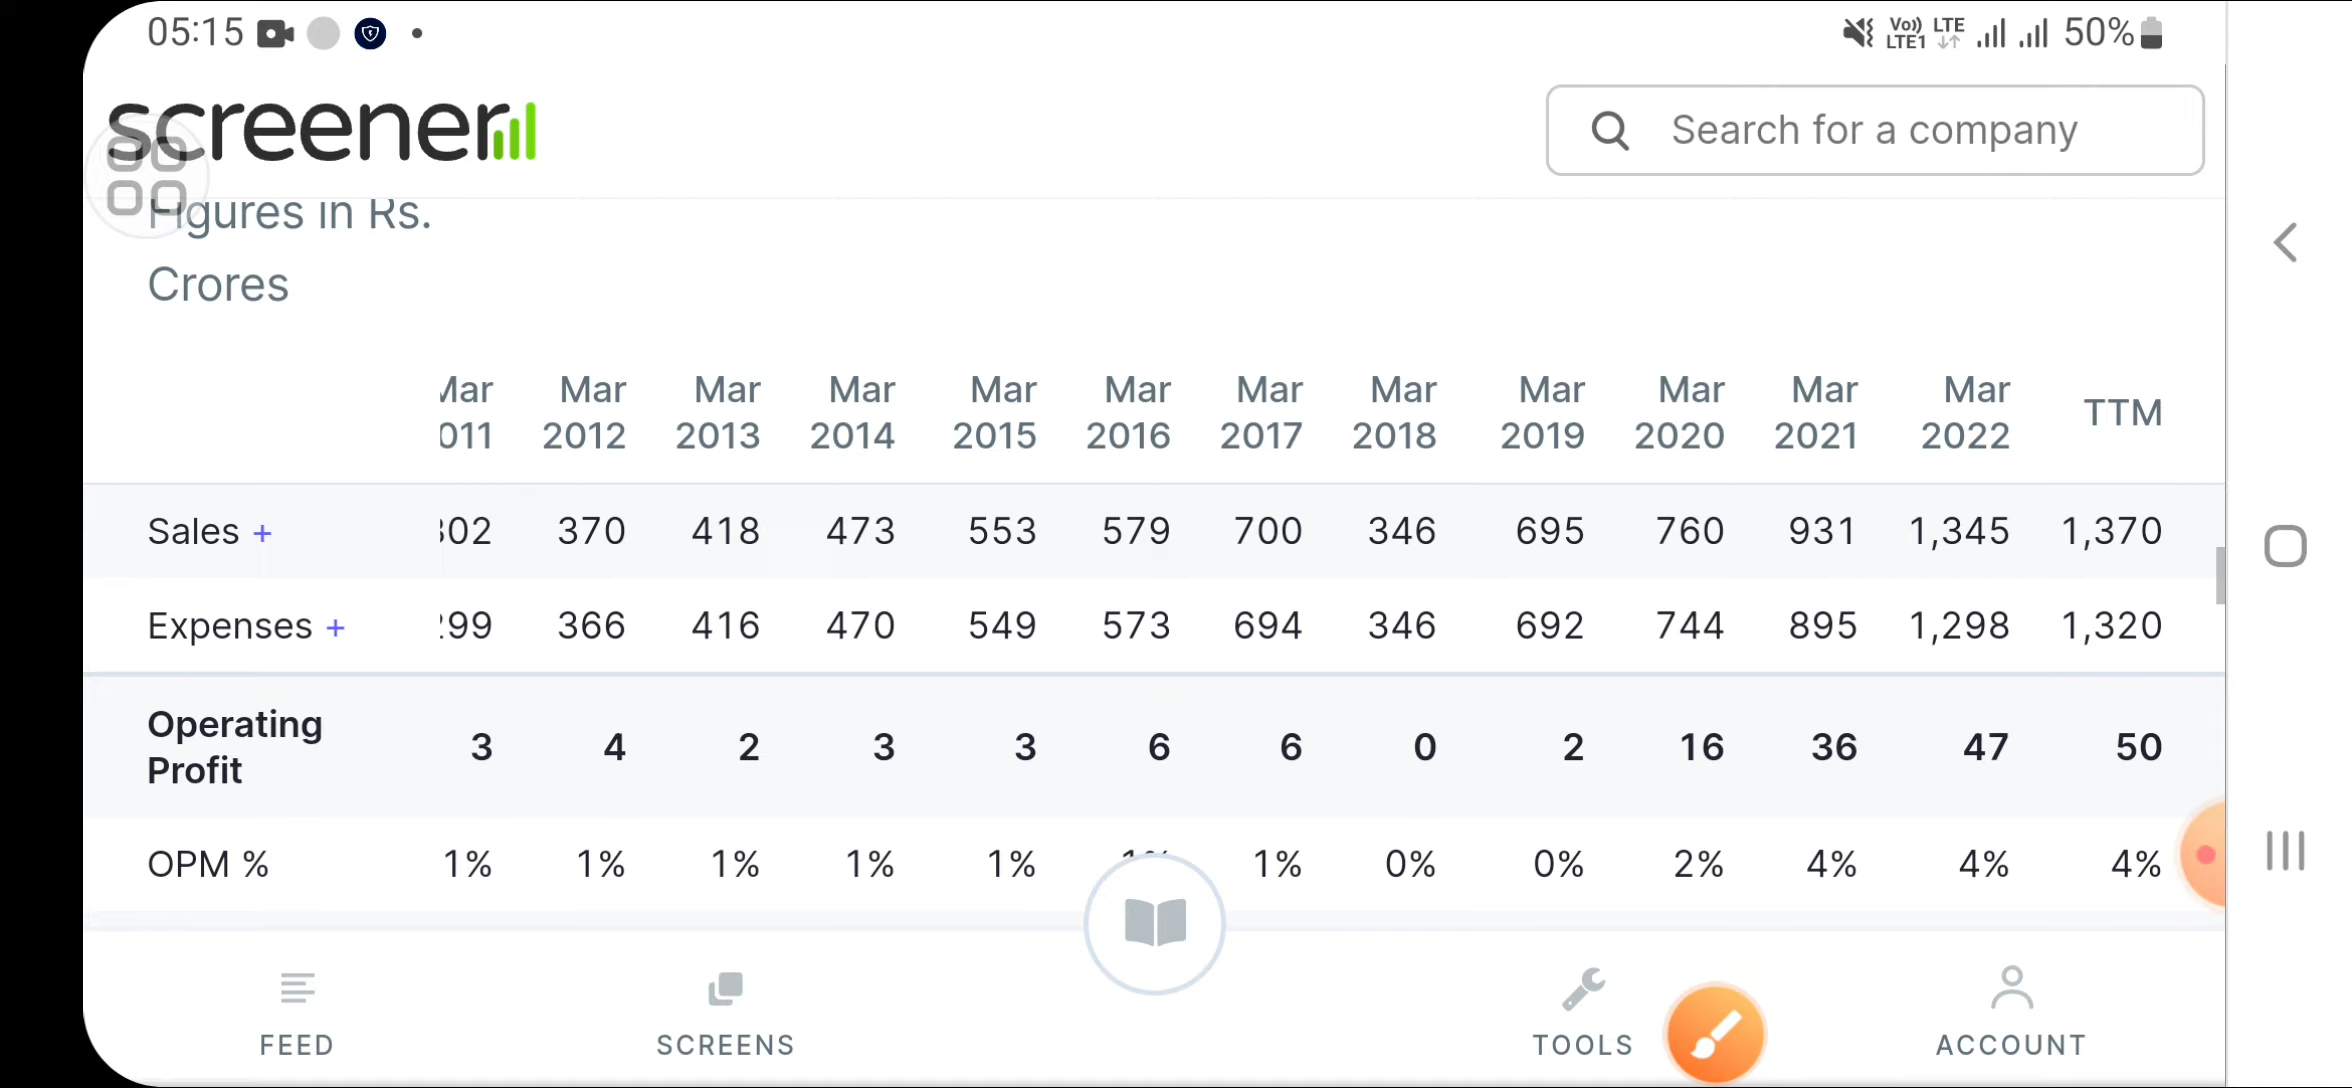 05:15 Vo)) LTE1 LTE 50%
screener
Search for a company
Figures in Rs.
Crores
Mar 2012 Mar 2013 Mar 2014 Mar 2015 Mar 2016 Mar 2017 Mar 2018 Mar 2019 Mar 2020 Mar 2021 Mar 2022 TTM
Sales + 370 418 473 553 579 700 346 695 760 931 1,345 1,370
Expenses + 366 416 470 549 573 694 346 692 744 895 1,298 1,320
Operating Profit 3 4 2 3 3 6 6 0 2 16 36 47 50
OPM % 1% 1% 1% 1% 1% 1% 0% 0% 2% 4% 4% 4%
FEED SCREENS TOOLS ACCOUNT